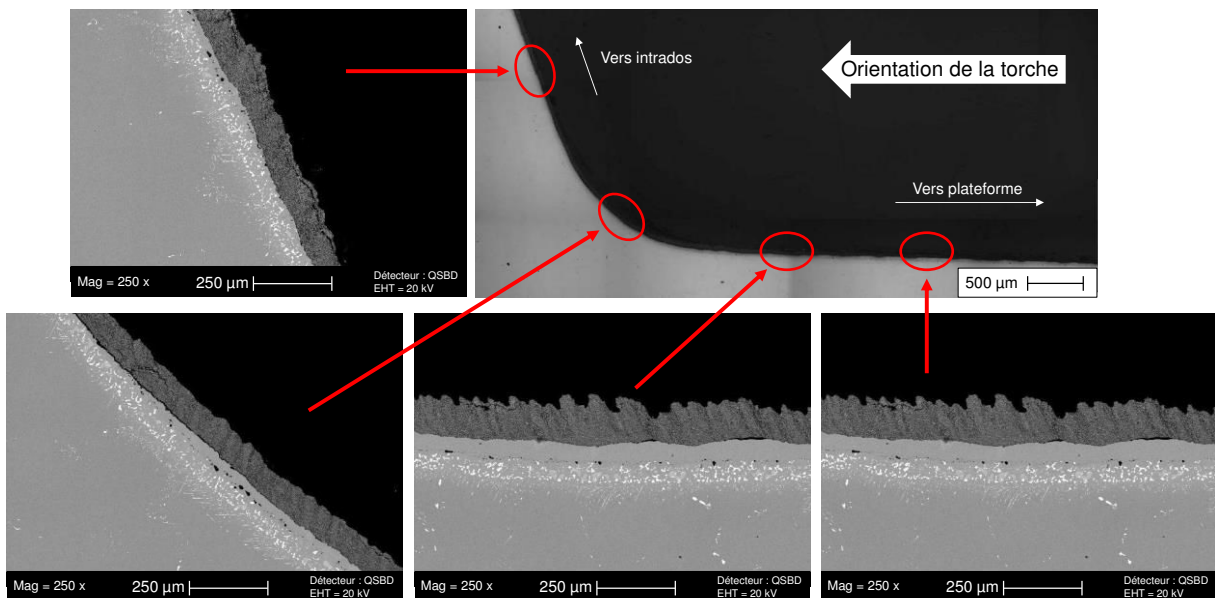 Vers intrados
Orientation de la torche
Vers plateforme
500 µm
Mag = 250 x
250 µm
Détecteur : QSBD
EHT = 20 kV
Mag = 250 x
250 µm
Détecteur : QSBD
EHT = 20 kV
Mag = 250 x
250 µm
Détecteur : QSBD
EHT = 20 kV
Mag = 250 x
250 µm
Détecteur : QSBD
EHT = 20 kV